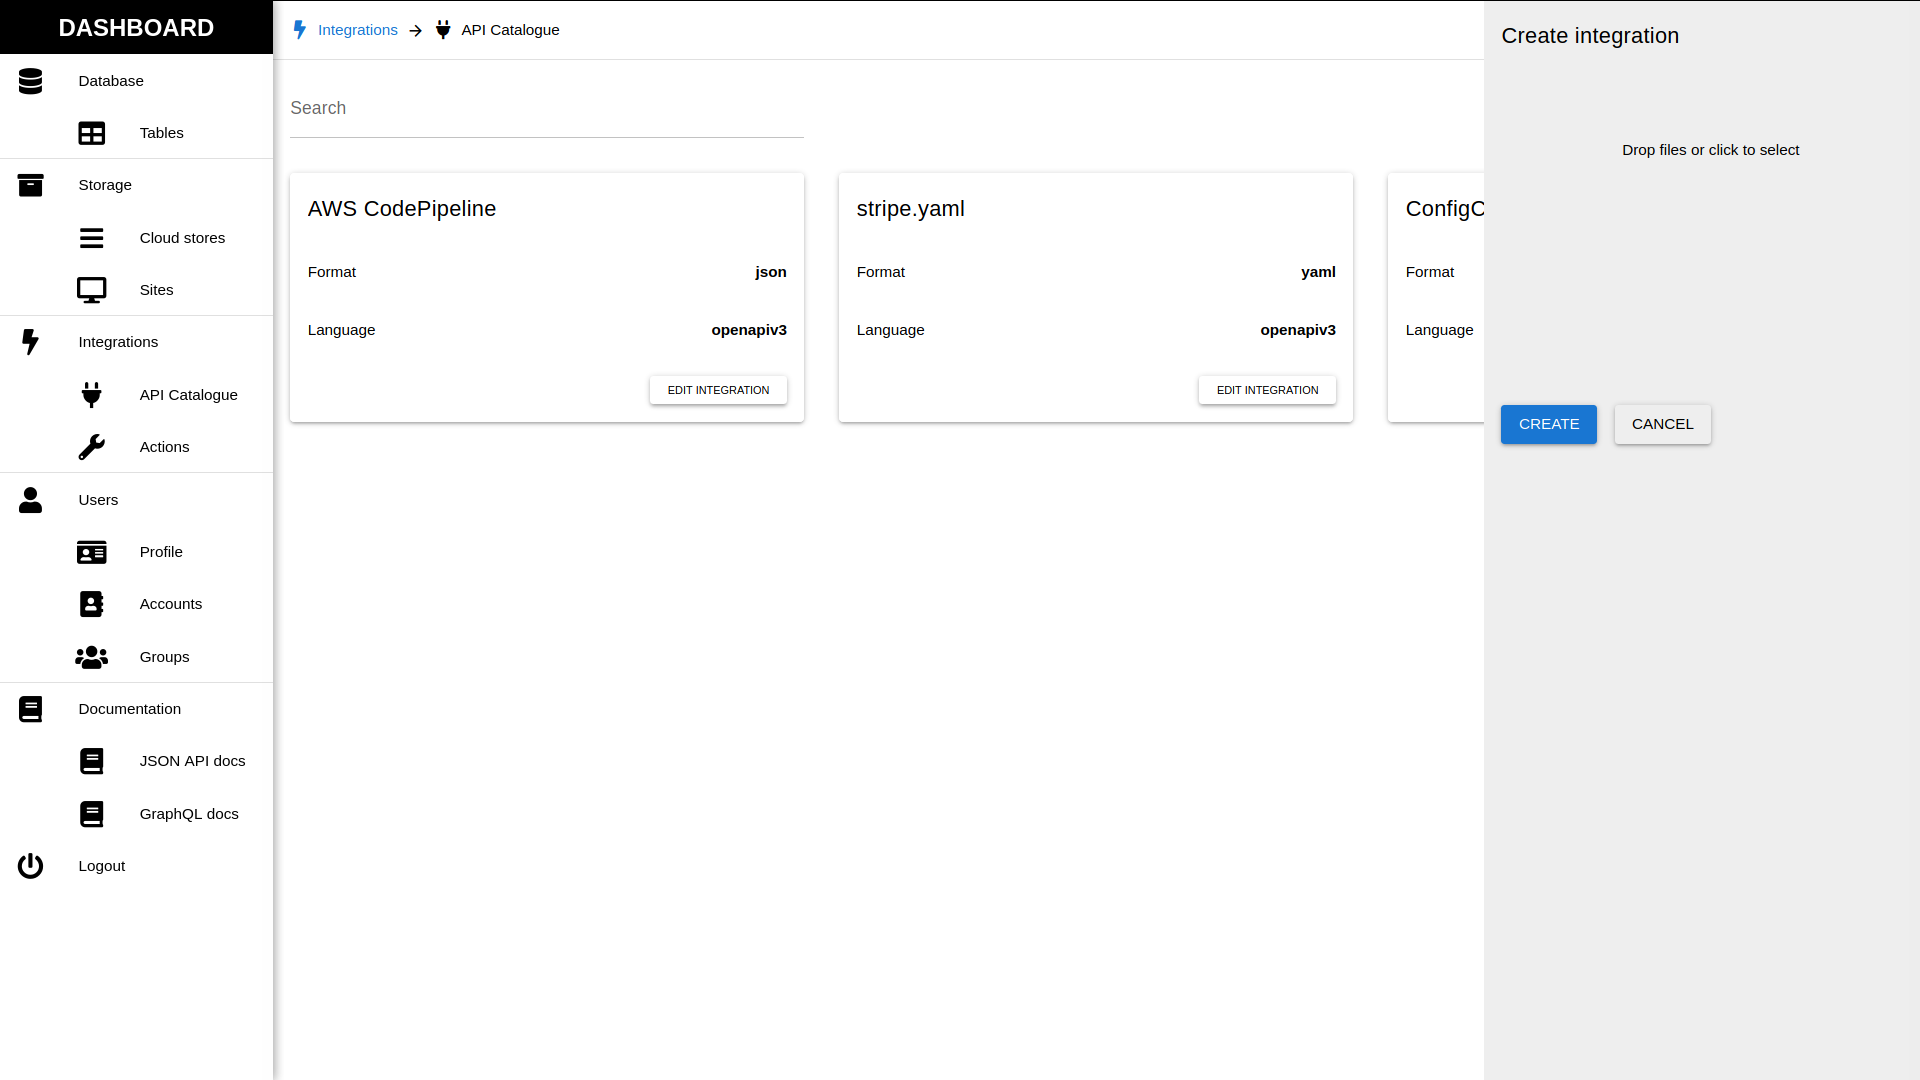 DASHBOARD
Database
Tables
Storage
Cloud stores
Sites
Integrations
API Catalogue
Actions
Users
Profile
Accounts
Groups
Documentation
JSON API docs
GraphQL docs
Logout
Integrations API Catalogue
Search
AWS CodePipeline
Format json
Language openapiv3
EDIT INTEGRATION
stripe.yaml
Format yaml
Language openapiv3
EDIT INTEGRATION
Format
Language
Create integration
Drop files or click to select
CREATE CANCEL